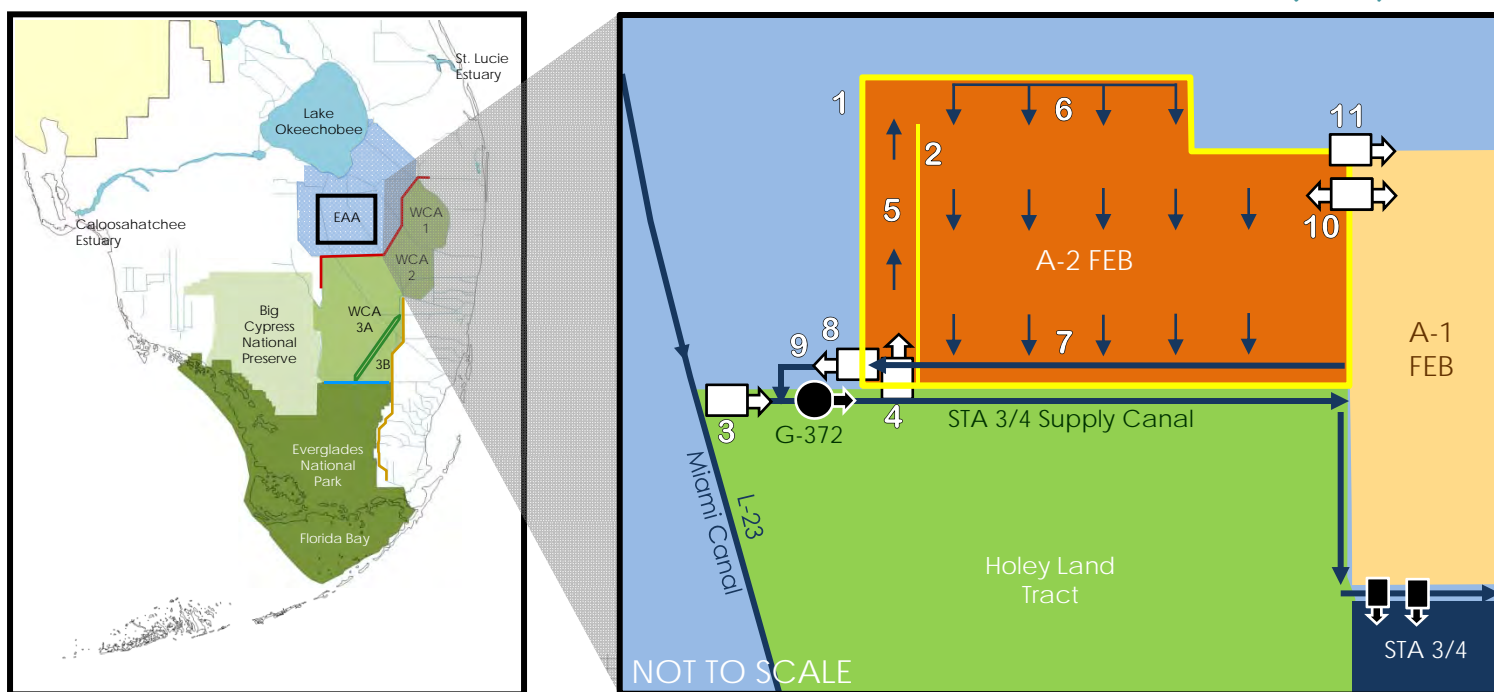 St. Lucie
Estuary
Lake
Okeechobee
EAA
WCA
1
Caloosahatchee
Estuary
WCA
2
Big
Cypress
National
Preserve
WCA
3A
3B
Everglades
National
Park
Florida Bay
1
6
11
2
5
10
A-2 FEB
7
A-1
FEB
8
9
3
G-372
4
STA 3/4 Supply Canal
L-23
Miami Canal
Holey Land
Tract
STA 3/4
NOT TO SCALE